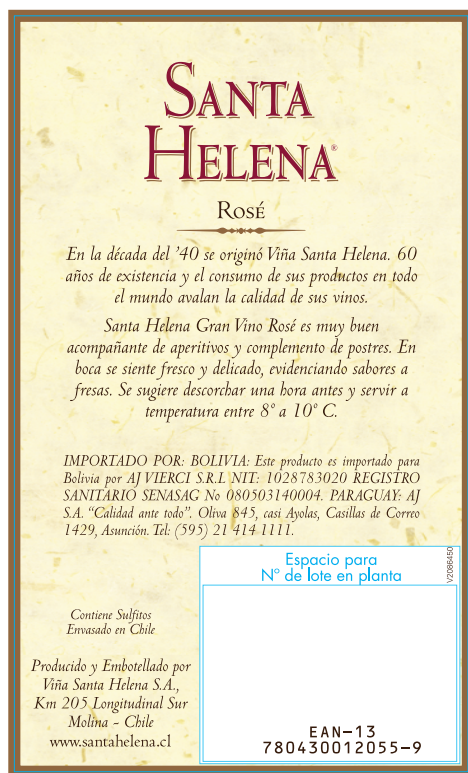 SANTA
HELENA®
ROSÉ
En la década del '40 se originó Viña Santa Helena. 60
años de existencia y el consumo de sus productos en todo
el mundo avalan la calidad de sus vinos.
Santa Helena Gran Vino Rosé es muy buen
acompañante de aperitivos y complemento de postres. En
boca se siente fresco y delicado, evidenciando sabores a
fresas. Se sugiere descorchar una hora antes y servir a
temperatura entre 8° a 10° C.
IMPORTADO POR: BOLIVIA: Este producto es importado para
Bolivia por AJ VIERCI S.R.L NIT: 1028783020 REGISTRO
SANITARIO SENASAG No 080503140004. PARAGUAY: AJ
S.A. “Calidad ante todo”. Oliva 845, casi Ayolas, Casillas de Correo
1429, Asunción. Tel: (595) 21 414 1111.
Espacio para
N° de lote en planta
V2086450
Contiene Sulfitos
Envasado en Chile
Producido y Embotellado por
Viña Santa Helena S.A.,
Km 205 Longitudinal Sur
Molina - Chile
www.santahelena.cl
EAN-13
780430012055-9